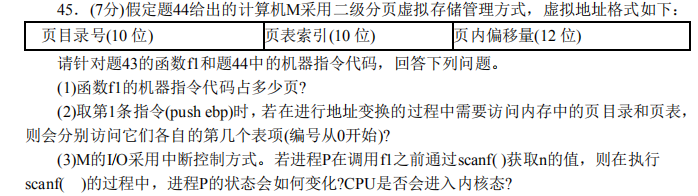 45．(7分)假定题44给出的计算机M采用二级分页虚拟存储管理方式，虚拟地址格式如下：
页目录号(10 位) 页表索引(10 位) 页内偏移量(12 位)
请针对题43的函数f1和题44中的机器指令代码，回答下列问题。
(1)函数f1的机器指令代码占多少页?
(2)取第1条指令(push ebp)时,若在进行地址变换的过程中需要访问内存中的页目录和页表,
则会分别访问它们各自的第几个表项(编号从0开始)?
(3)M的I/O采用中断控制方式。若进程P在调用f1之前通过scanf( )获取n的值，则在执行
scanf( )的过程中，进程P的状态会如何变化?CPU是否会进入内核态?